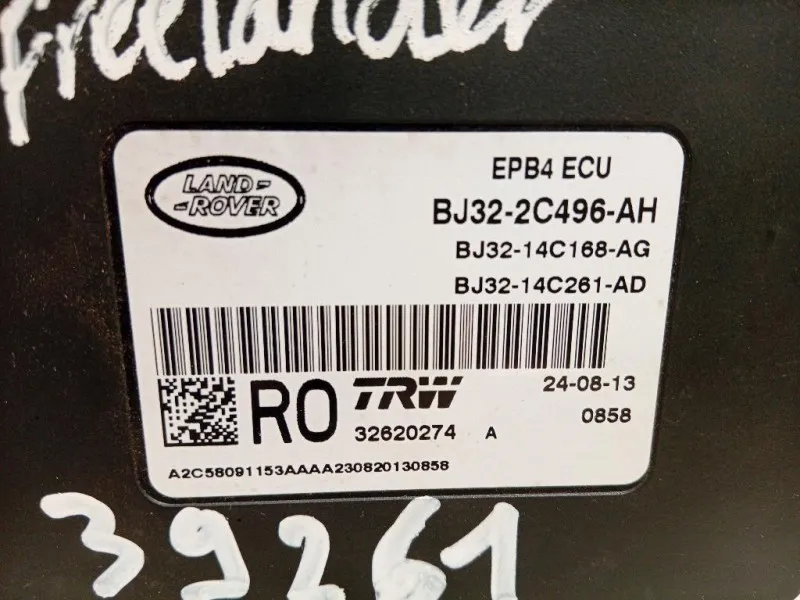 Freelander
LAND-
-ROVER
EPB4 ECU
BJ32-2C496-AH
BJ32-14C168-AG
BJ32-14C261-AD
RO
TRW
32620274 A
24-08-13
0858
A2C58091153AAAA230820130858
39261